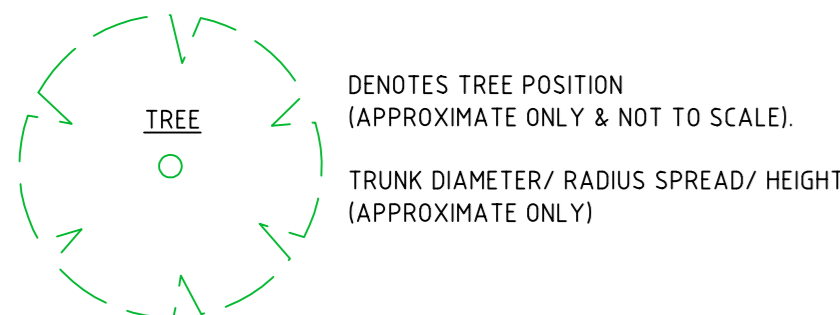 TREE
DENOTES TREE POSITION
(APPROXIMATE ONLY & NOT TO SCALE).
TRUNK DIAMETER/ RADIUS SPREAD/ HEIGHT
(APPROXIMATE ONLY)